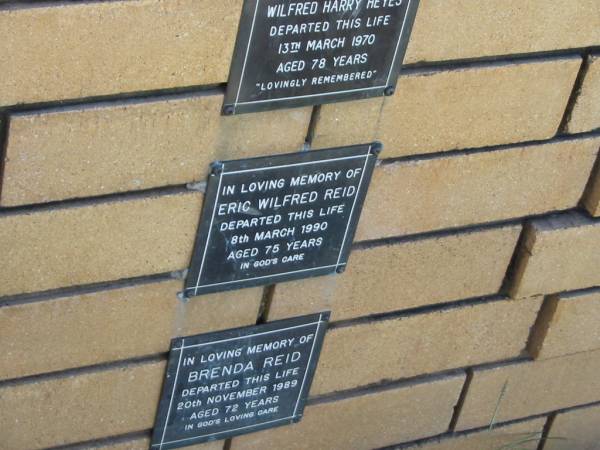 WILFRED HARRY HEYES
DEPARTED THIS LIFE
13TH MARCH 1970
AGED 78 YEARS
"LOVINGLY REMEMBERED"
IN LOVING MEMORY OF
ERIC WILFRED REID
DEPARTED THIS LIFE
8th MARCH 1990
AGED 75 YEARS
IN GOD'S CARE
IN LOVING MEMORY OF
BRENDA REID
DEPARTED THIS LIFE
20th NOVEMBER 1989
AGED 72 YEARS
IN GOD'S LOVING CARE